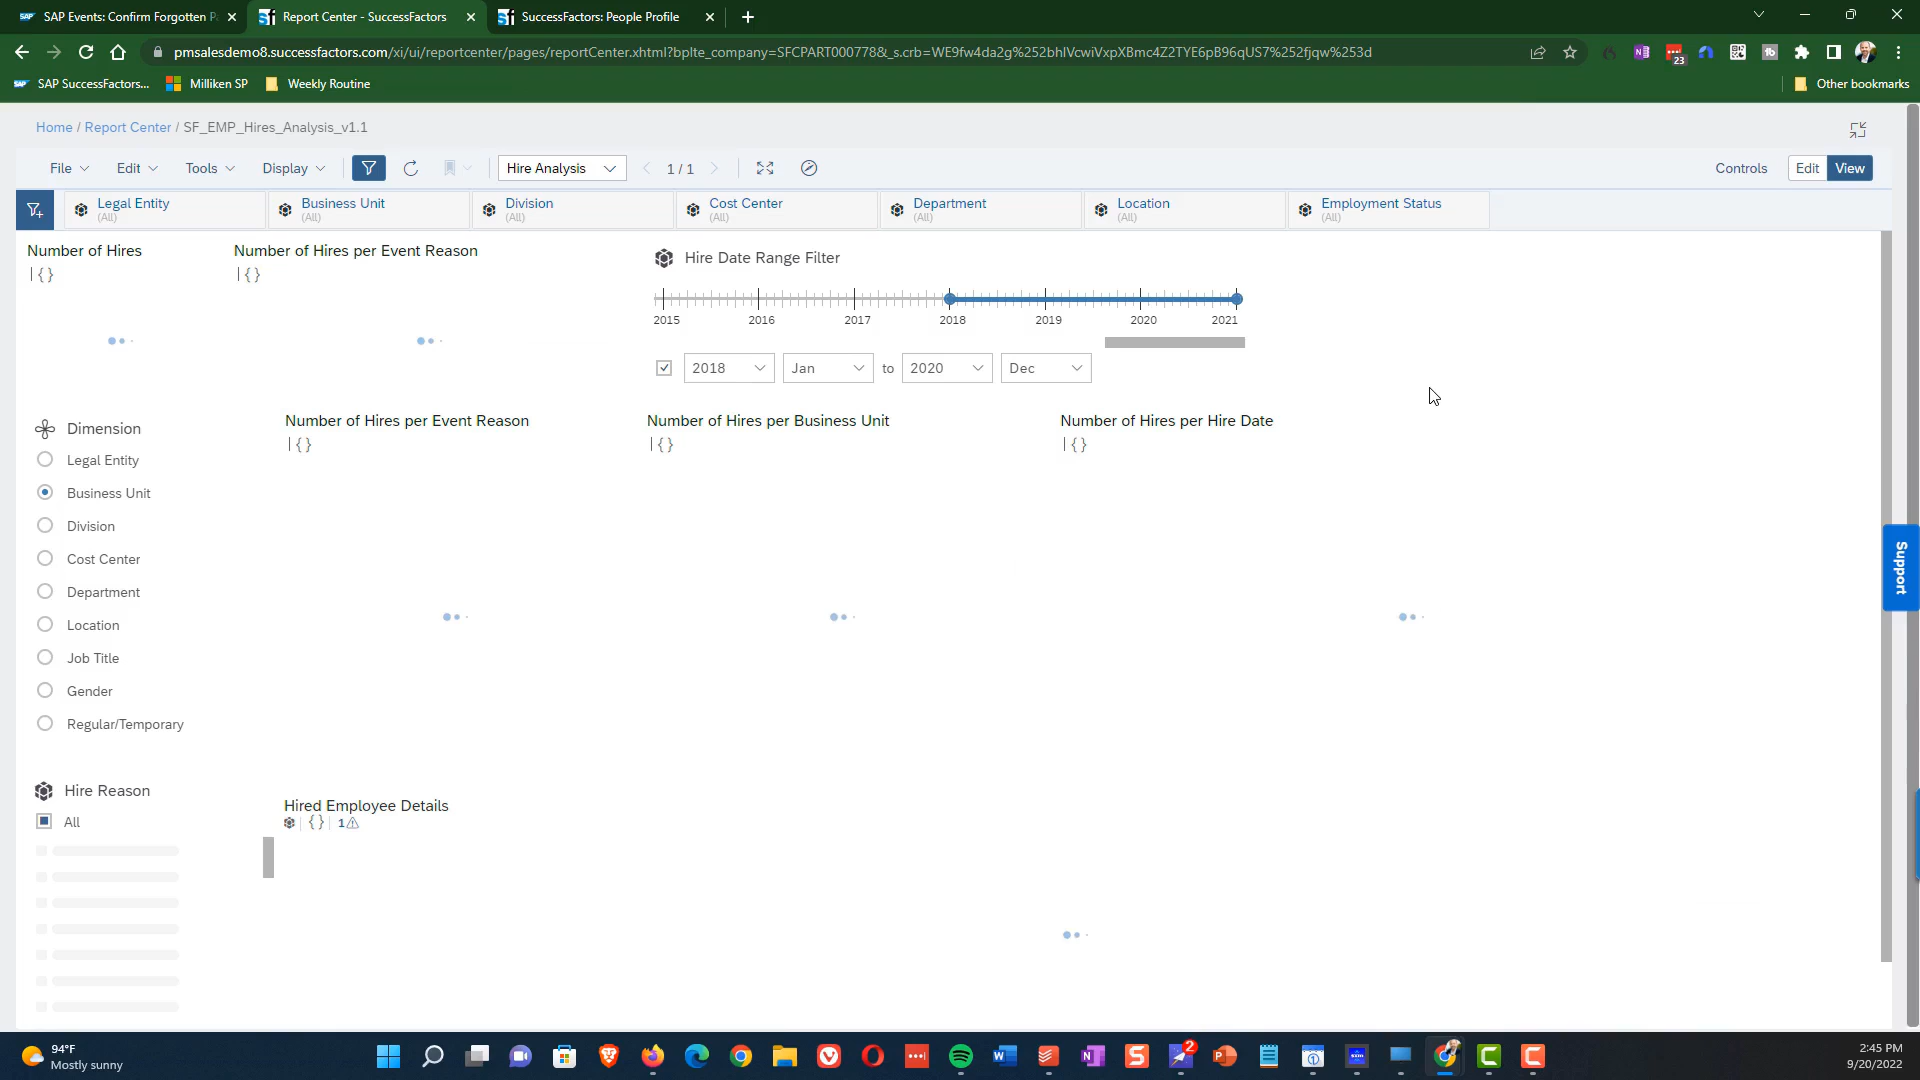 SAP Events: Confirm Forgotten P
Report Center - SuccessFactors
SuccessFactors: People Profile
pmsalesdemo8.successfactors.com/xi/ui/reportcenter/pages/reportCenter.xhtml?bplte_company=SFCPART000778&_s.crb=WE9fw4da2g%252bhlVcwiVxpXBmc4Z2TYE6pB96qUS7%252fjqw%253d
23
SAP SuccessFactors...
Milliken SP
Weekly Routine
Other bookmarks
Home / Report Center / SF_EMP_Hires_Analysis_v1.1
File
Edit
Tools
Display
Hire Analysis
1 / 1
Controls
Edit
View
Legal Entity
(All)
Business Unit
(All)
Division
(All)
Cost Center
(All)
Department
(All)
Location
(All)
Employment Status
(All)
Number of Hires
| { }
Number of Hires per Event Reason
| { }
Hire Date Range Filter
2015 2016 2017 2018 2019 2020 2021
2018 Jan to 2020 Dec
Dimension
Legal Entity
Business Unit
Division
Cost Center
Department
Location
Job Title
Gender
Regular/Temporary
Number of Hires per Event Reason
| { }
Number of Hires per Business Unit
| { }
Number of Hires per Hire Date
| { }
Support
Hire Reason
All
Hired Employee Details
{ } 1
94°F
Mostly sunny
2
2:45 PM
9/20/2022